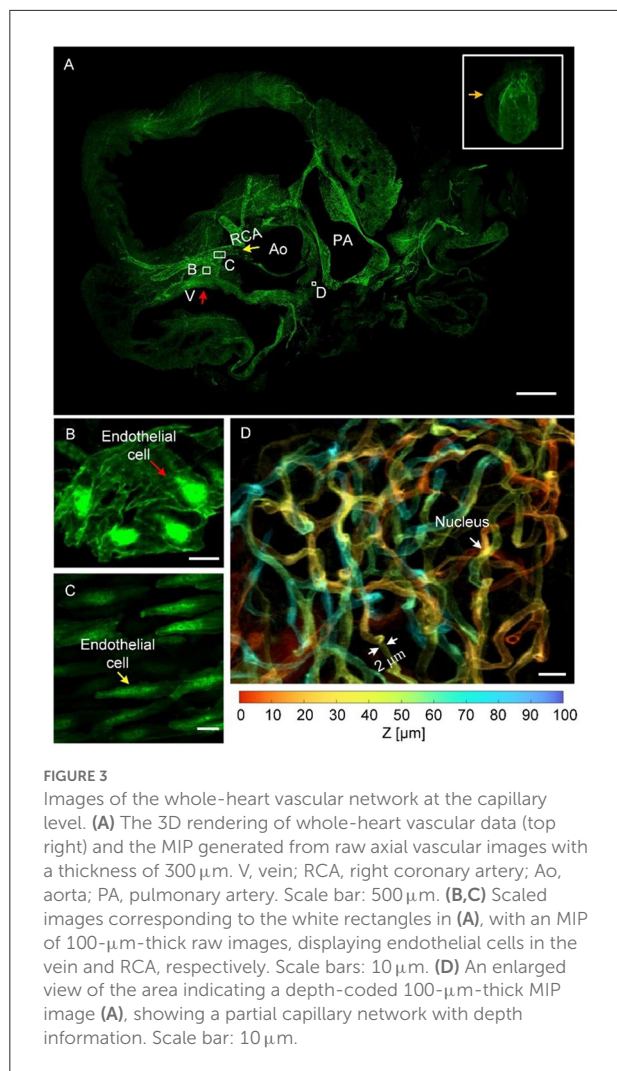 A
RCA
Ao
PA
B
C
V
D
B
Endothelial
cell
D
Nucleus
2 μm
C
Endothelial
cell
0 10 20 30 40 50 60 70 80 90 100
Z [μm]
FIGURE 3
Images of the whole-heart vascular network at the capillary
level. (A) The 3D rendering of whole-heart vascular data (top
right) and the MIP generated from raw axial vascular images with
a thickness of 300 μm. V, vein; RCA, right coronary artery; Ao,
aorta; PA, pulmonary artery. Scale bar: 500 μm. (B,C) Scaled
images corresponding to the white rectangles in (A), with an MIP
of 100-μm-thick raw images, displaying endothelial cells in the
vein and RCA, respectively. Scale bars: 10 μm. (D) An enlarged
view of the area indicating a depth-coded 100-μm-thick MIP
image (A), showing a partial capillary network with depth
information. Scale bar: 10 μm.